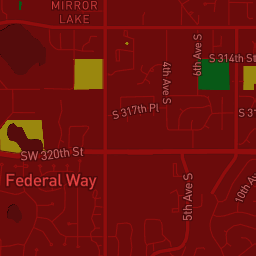 MIRROR
LAKE
6th Ave S
S 314th St
4th Ave S
S 317th Pl
S 31
SW 320th St
Federal Way
5th Ave S
10th Av